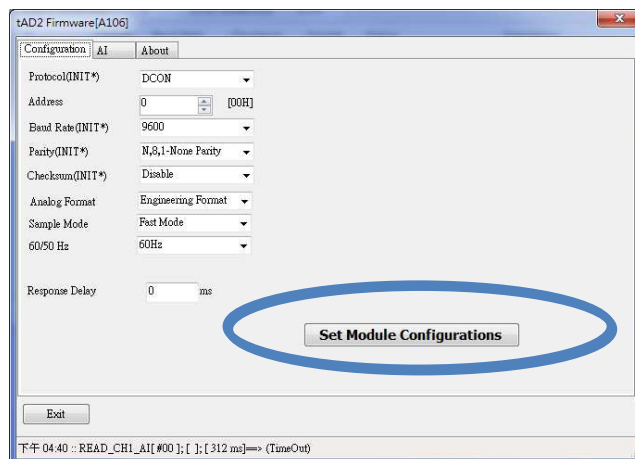 tAD2 Firmware[A106]
Configuration AI About
Protocol(INIT*) DCON
Address 0 [00H]
Baud Rate(INIT*) 9600
Parity(INIT*) N,8,1-None Parity
Checksum(INIT*) Disable
Analog Format Engineering Format
Sample Mode Fast Mode
60/50 Hz 60Hz
Response Delay 0 ms
Set Module Configurations
Exit
下午 04:40 :: READ_CH1_AI[ #00 ]; [ ]; [ 312 ms]==> (TimeOut)